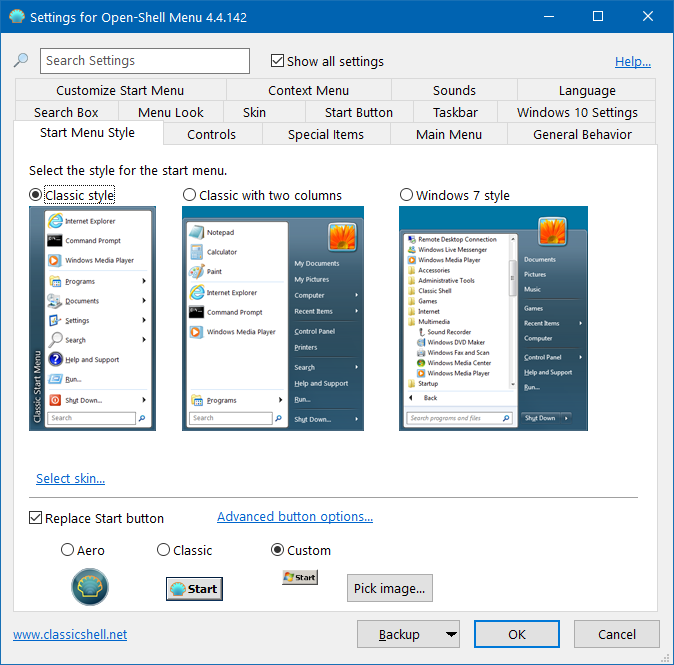 Settings for Open-Shell Menu 4.4.142
Search Settings
Show all settings
Help...
Customize Start Menu
Context Menu
Sounds
Language
Search Box
Menu Look
Skin
Start Button
Taskbar
Windows 10 Settings
Start Menu Style
Controls
Special Items
Main Menu
General Behavior
Select the style for the start menu.
Classic style
Classic with two columns
Windows 7 style
Internet Explorer
Command Prompt
Windows Media Player
Programs
Documents
Settings
Search
Help and Support
Run...
Shut Down...
Search
Classic Start Menu
Notepad
Calculator
Paint
Internet Explorer
Command Prompt
Windows Media Player
Programs
Search
My Documents
My Pictures
Computer
Recent Items
Control Panel
Printers
Search
Help and Support
Run...
Shut Down...
Remote Desktop Connection
Windows Live Messenger
Windows Media Player
Accessories
Administrative Tools
Classic Shell
Games
Internet
Multimedia
Sound Recorder
Windows DVD Maker
Windows Fax and Scan
Windows Media Center
Windows Media Player
Startup
Back
Search programs and files
Documents
Pictures
Music
Games
Recent Items
Computer
Control Panel
Help and Support
Run...
Shut Down
Select skin...
Replace Start button
Advanced button options...
Aero
Classic
Custom
Start
Start
Pick image...
www.classicshell.net
Backup
OK
Cancel